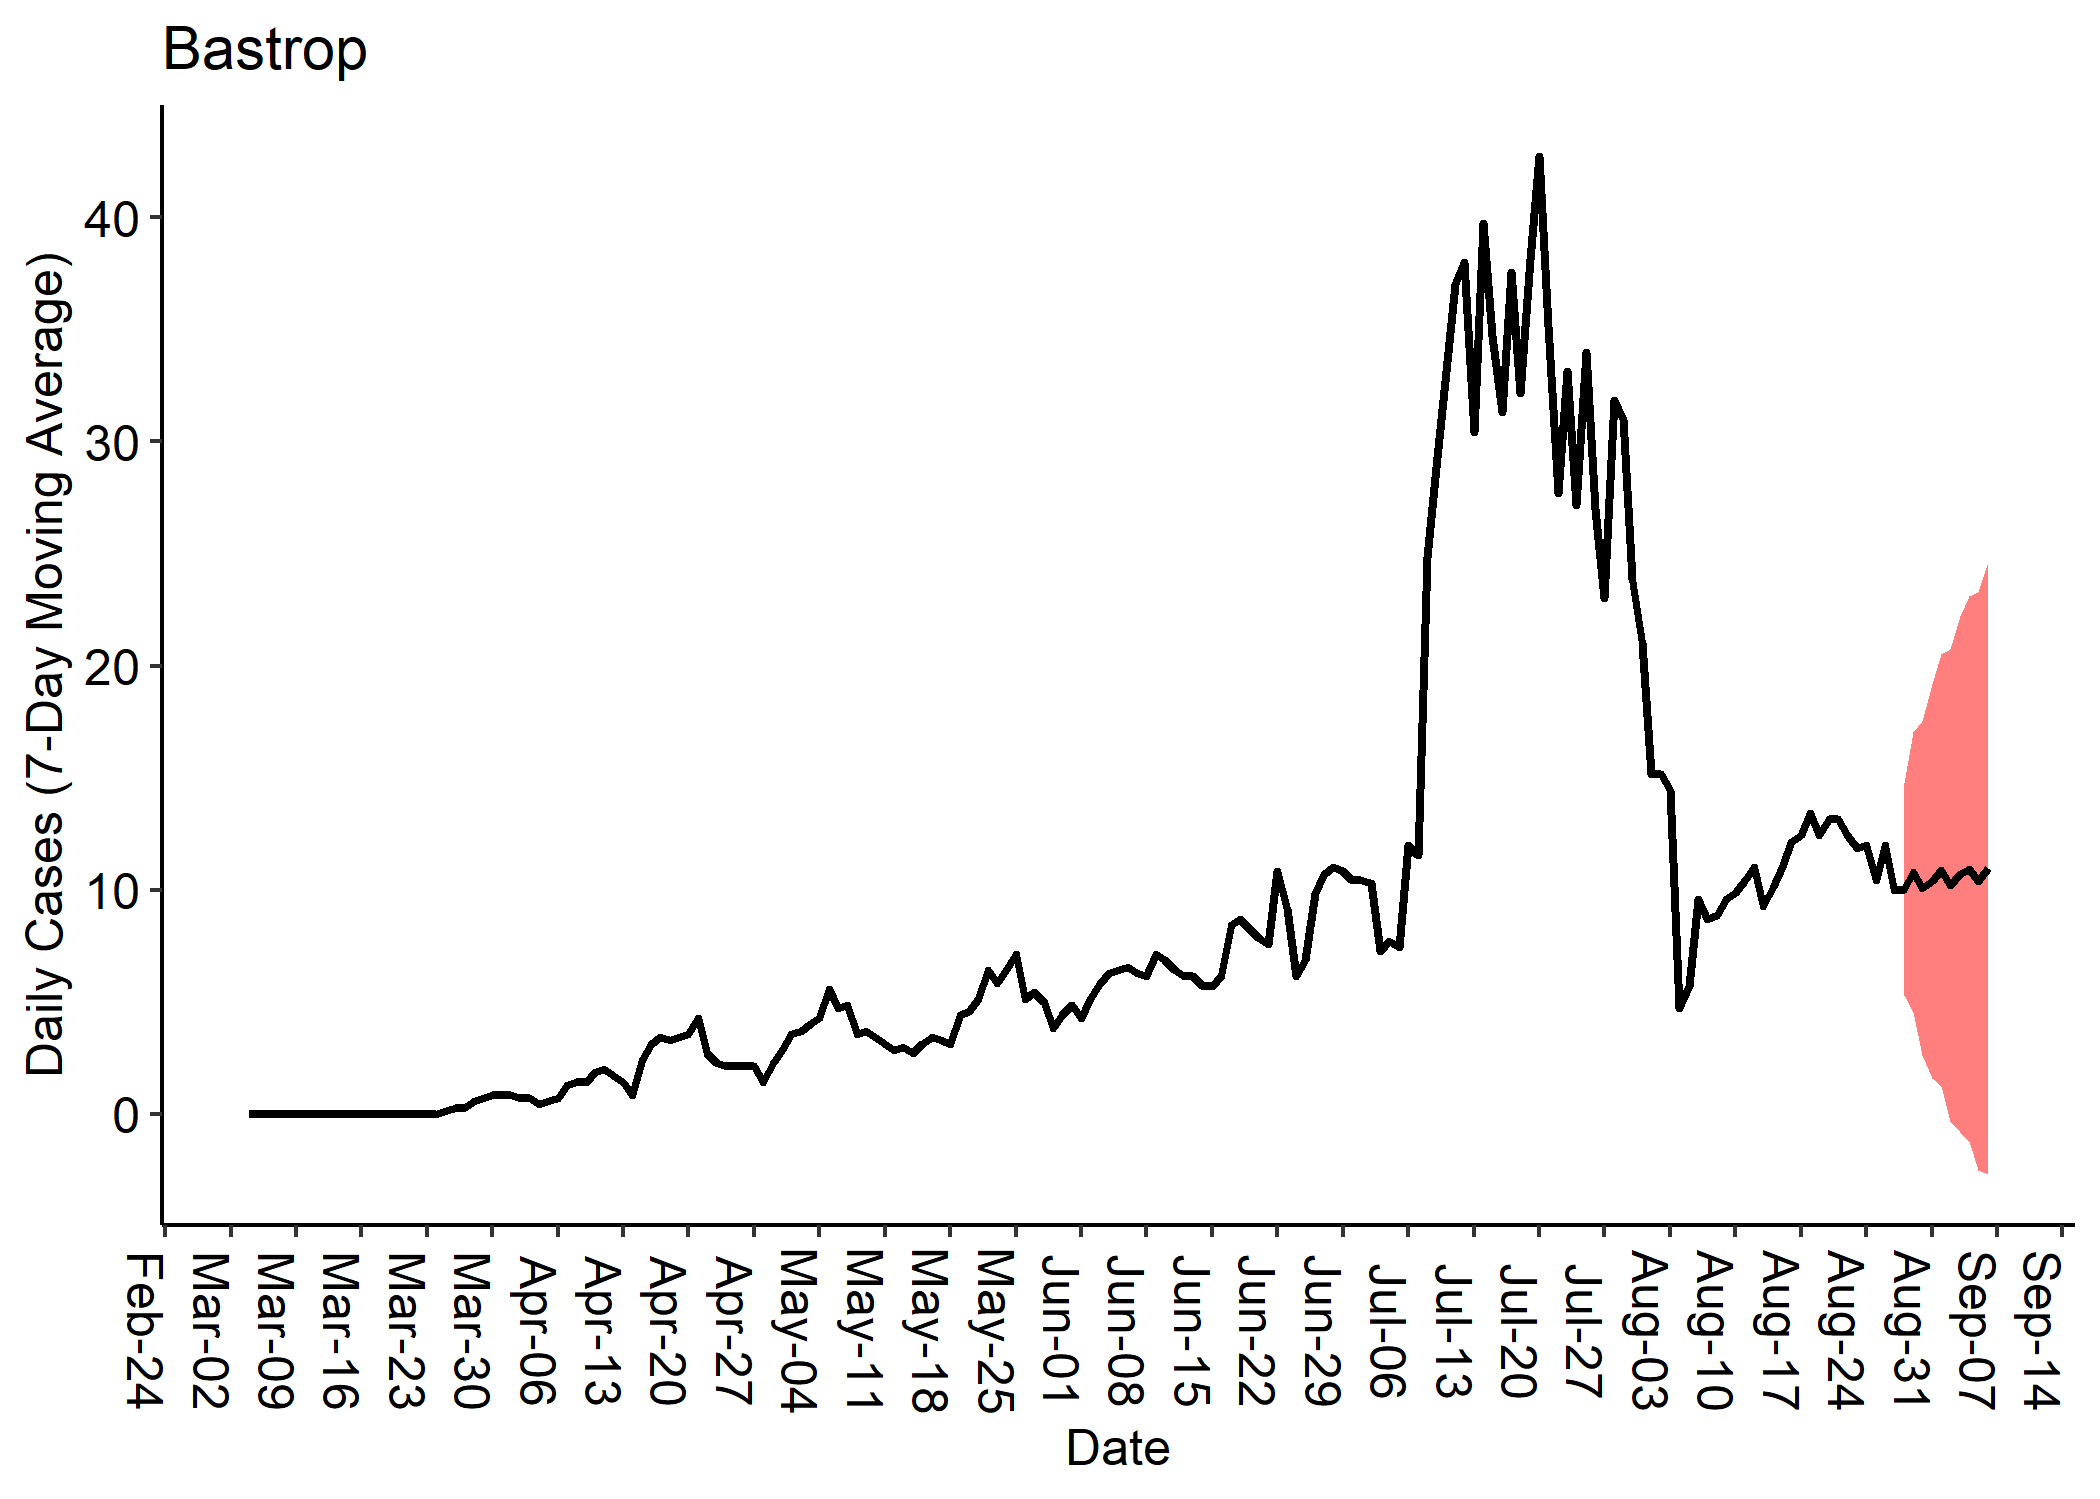 Bastrop
Daily Cases (7-Day Moving Average)
40
30
20
10
0
Feb-24
Mar-02
Mar-09
Mar-16
Mar-23
Mar-30
Apr-06
Apr-13
Apr-20
Apr-27
May-04
May-11
May-18
May-25
Jun-01
Jun-08
Jun-15
Jun-22
Jun-29
Jul-06
Jul-13
Jul-20
Jul-27
Aug-03
Aug-10
Aug-17
Aug-24
Aug-31
Sep-07
Sep-14
Date